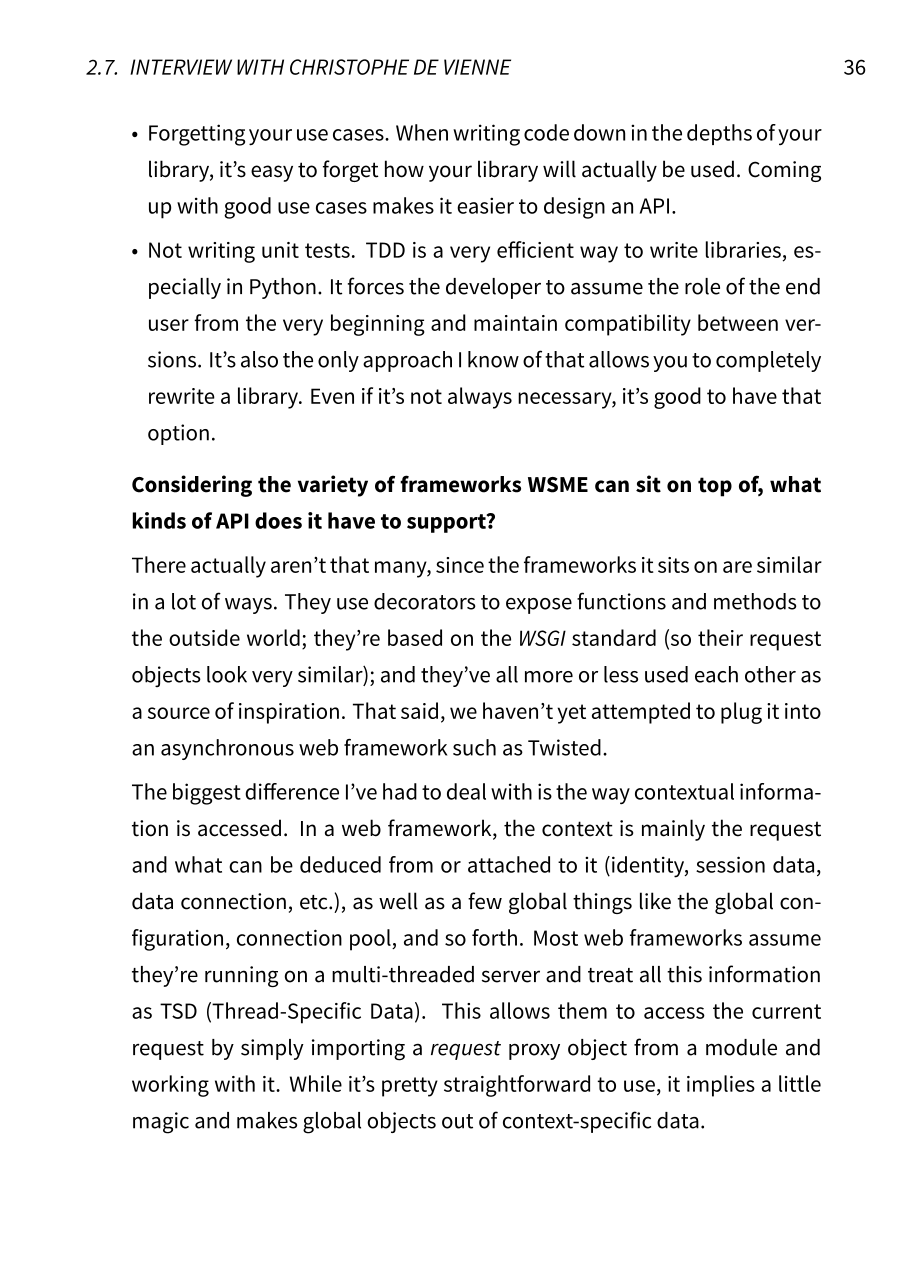 2.7. INTERVIEW WITH CHRISTOPHE DE VIENNE 36
• Forgetting your use cases. When writing code down in the depths of your
library, it’s easy to forget how your library will actually be used. Coming
up with good use cases makes it easier to design an API.
• Not writing unit tests. TDD is a very efficient way to write libraries, es-
pecially in Python. It forces the developer to assume the role of the end
user from the very beginning and maintain compatibility between ver-
sions. It’s also the only approach I know of that allows you to completely
rewrite a library. Even if it’s not always necessary, it’s good to have that
option.
Considering the variety of frameworks WSME can sit on top of, what
kinds of API does it have to support?
There actually aren’t that many, since the frameworks it sits on are similar
in a lot of ways. They use decorators to expose functions and methods to
the outside world; they’re based on the WSGI standard (so their request
objects look very similar); and they’ve all more or less used each other as
a source of inspiration. That said, we haven’t yet attempted to plug it into
an asynchronous web framework such as Twisted.
The biggest difference I’ve had to deal with is the way contextual informa-
tion is accessed. In a web framework, the context is mainly the request
and what can be deduced from or attached to it (identity, session data,
data connection, etc.), as well as a few global things like the global con-
figuration, connection pool, and so forth. Most web frameworks assume
they’re running on a multi-threaded server and treat all this information
as TSD (Thread-Specific Data). This allows them to access the current
request by simply importing a request proxy object from a module and
working with it. While it’s pretty straightforward to use, it implies a little
magic and makes global objects out of context-specific data.